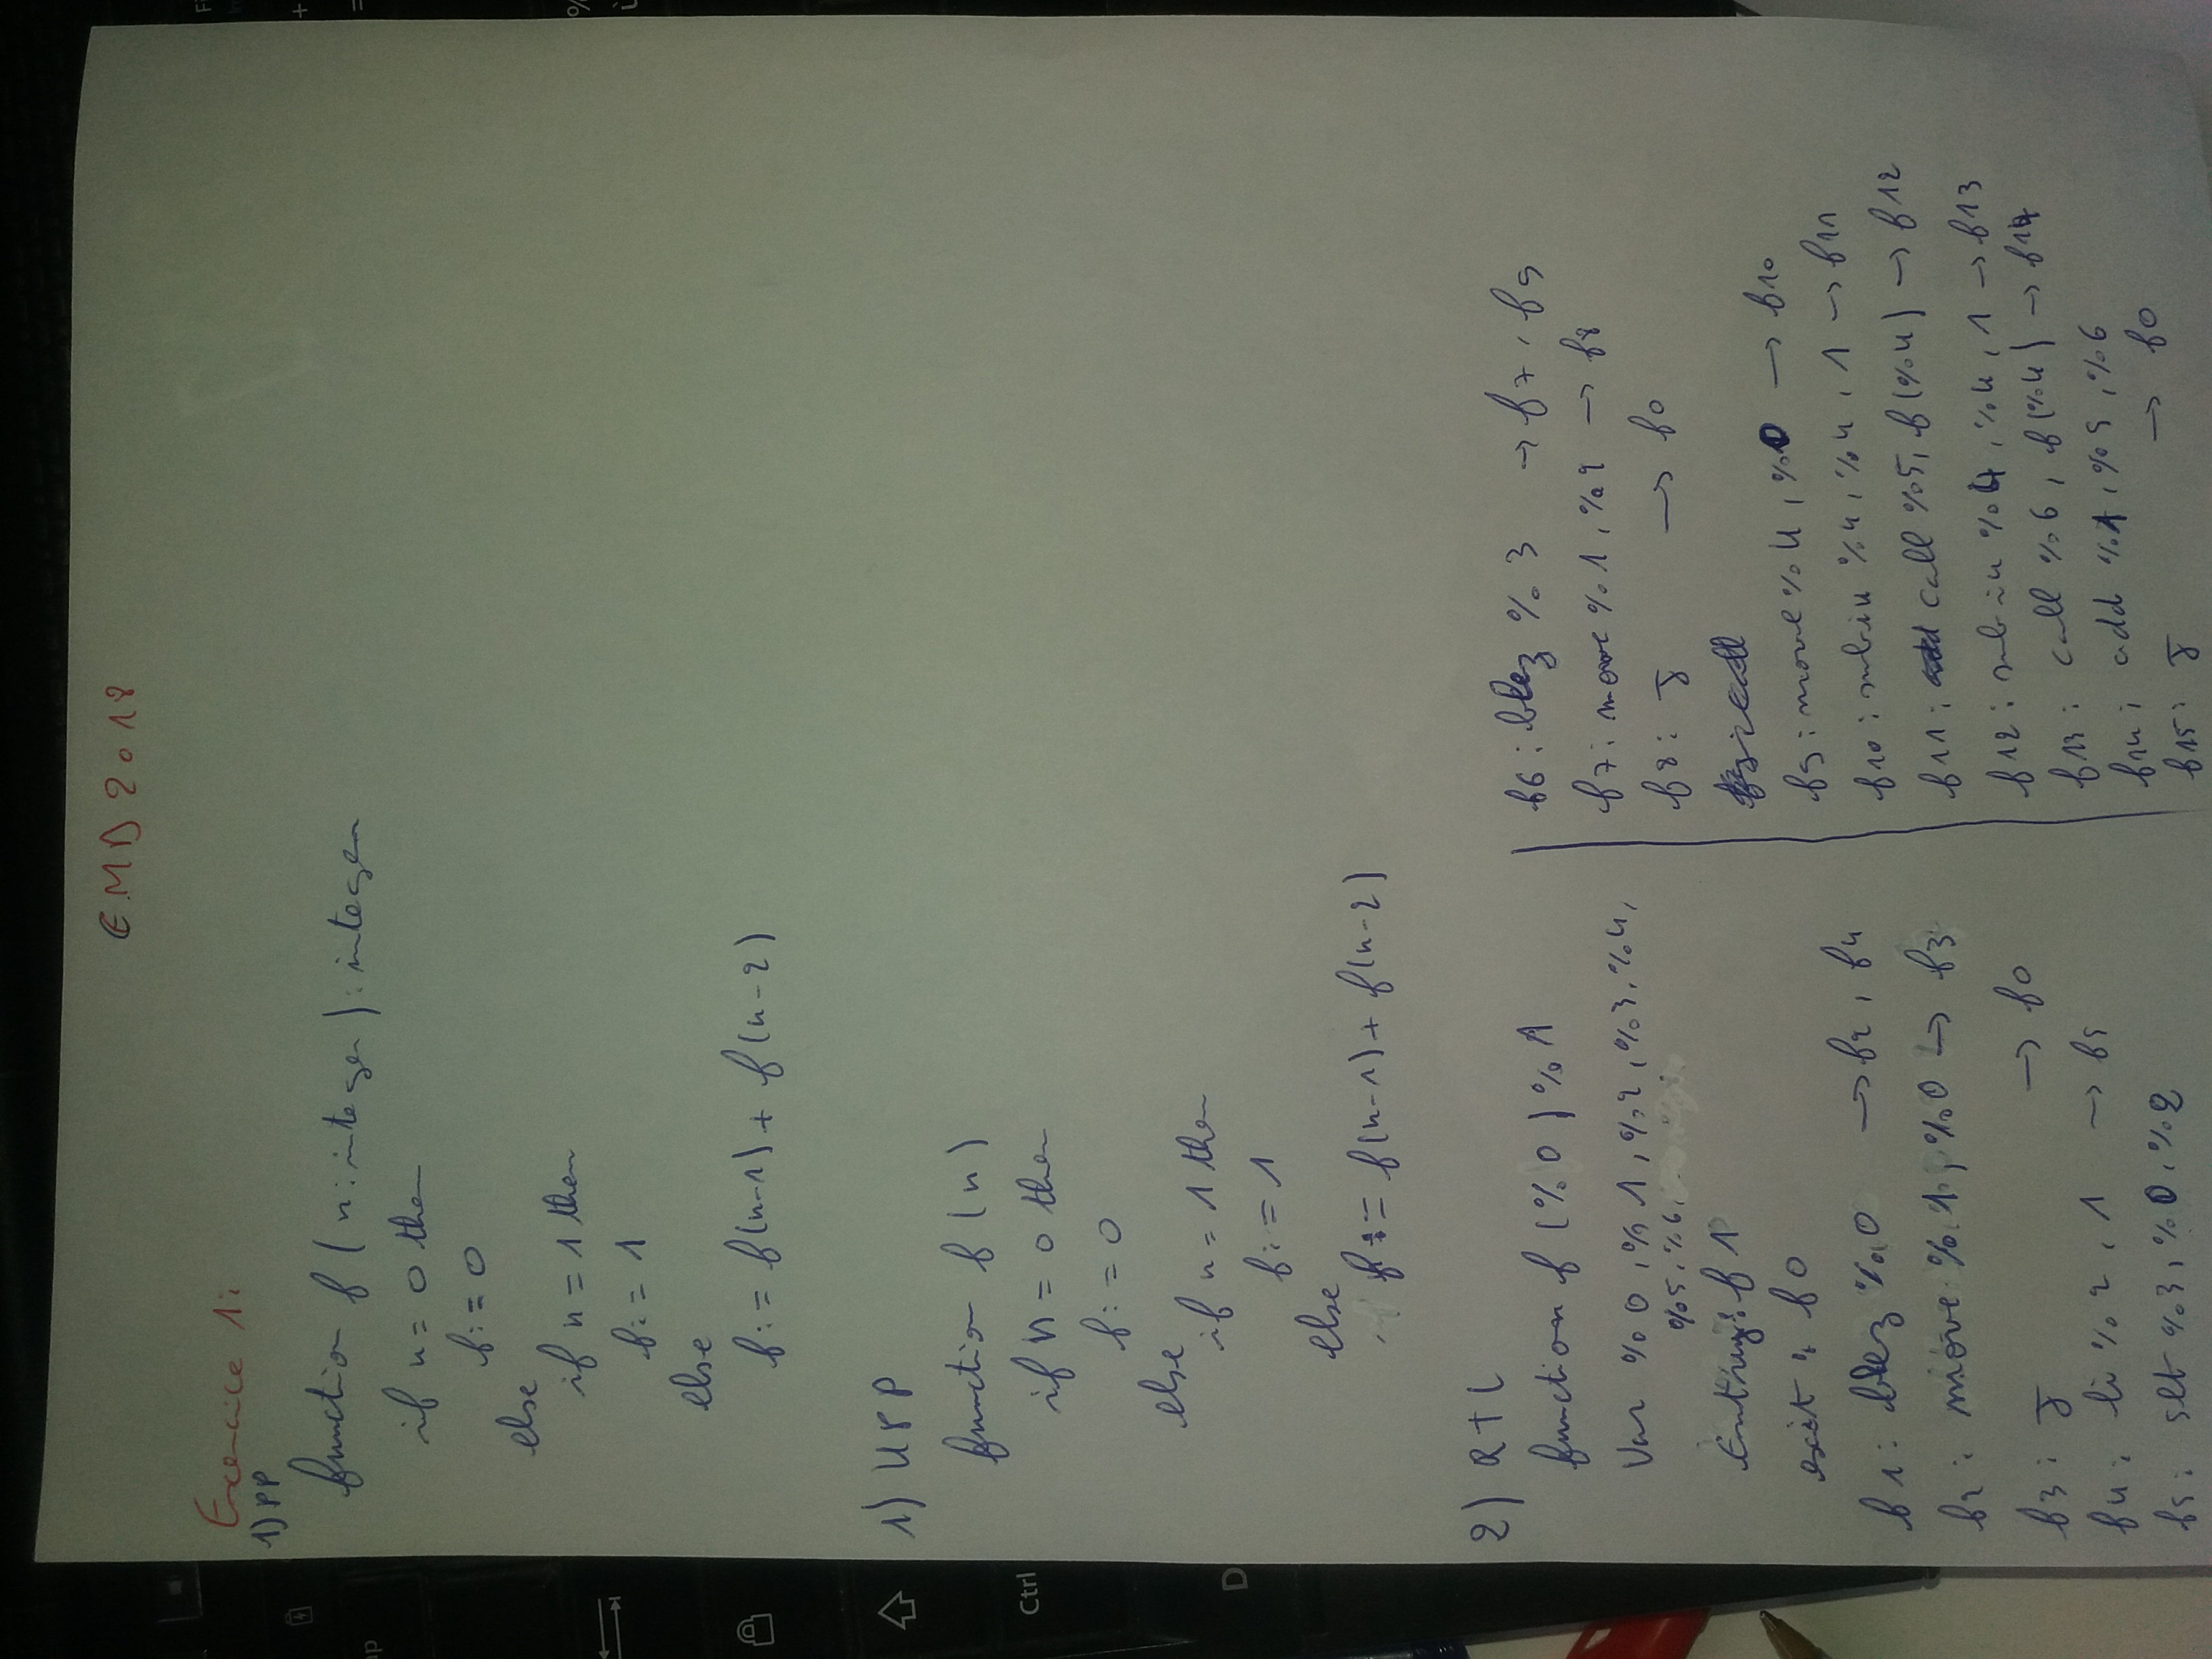 EMD 2018
Exercice 1:
1) PP
function f (n: integer): integer
if n = 0 then
f := 0
else
if n = 1 then
f := 1
else
f := f(n-1) + f(n-2)
1) UPP
function f (n)
if n = 0 then
f := 0
else
if n = 1 then
f := 1
else
f := f(n-1) + f(n-2)
2) RTL
function f (%0) %1
Var %0, %1, %2, %3, %4,
%5, %6,
Entry: f1
exit: f0
f1: blez %0 → f2, f4
f2: move %1, %0 → f3
f3: J → f0
f4: li %2, 1 → f5
f5: slt %3, %0, %2
f6: blez %3 → f7, f9
f7: move %1, %2 → f8
f8: J → f0
f9: move %4, %0 → f10
f10: subiu %4, %4, 1 → f11
f11: call %5, f(%4) → f12
f12: subiu %4, %4, 1 → f13
f13: call %6, f(%4) → f14
f14: add %1, %5, %6
f15: J → f0
Ctrl
D